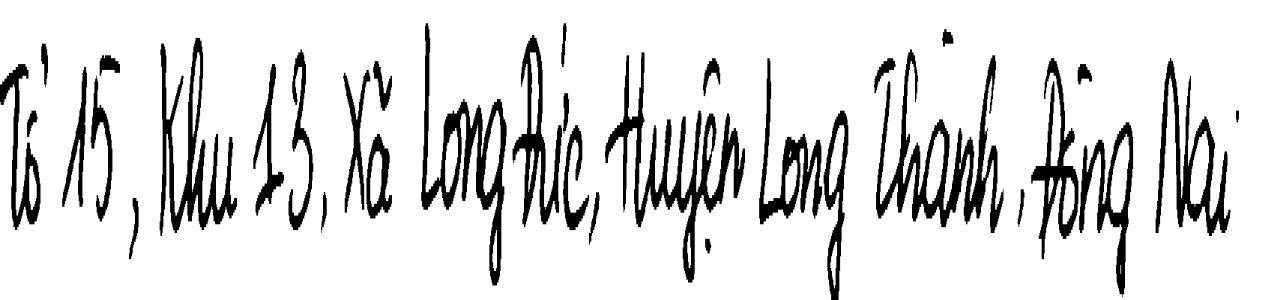 Tổ 15, Khu 13, Xã Long Đức, Huyện Long Thành, Đồng Nai